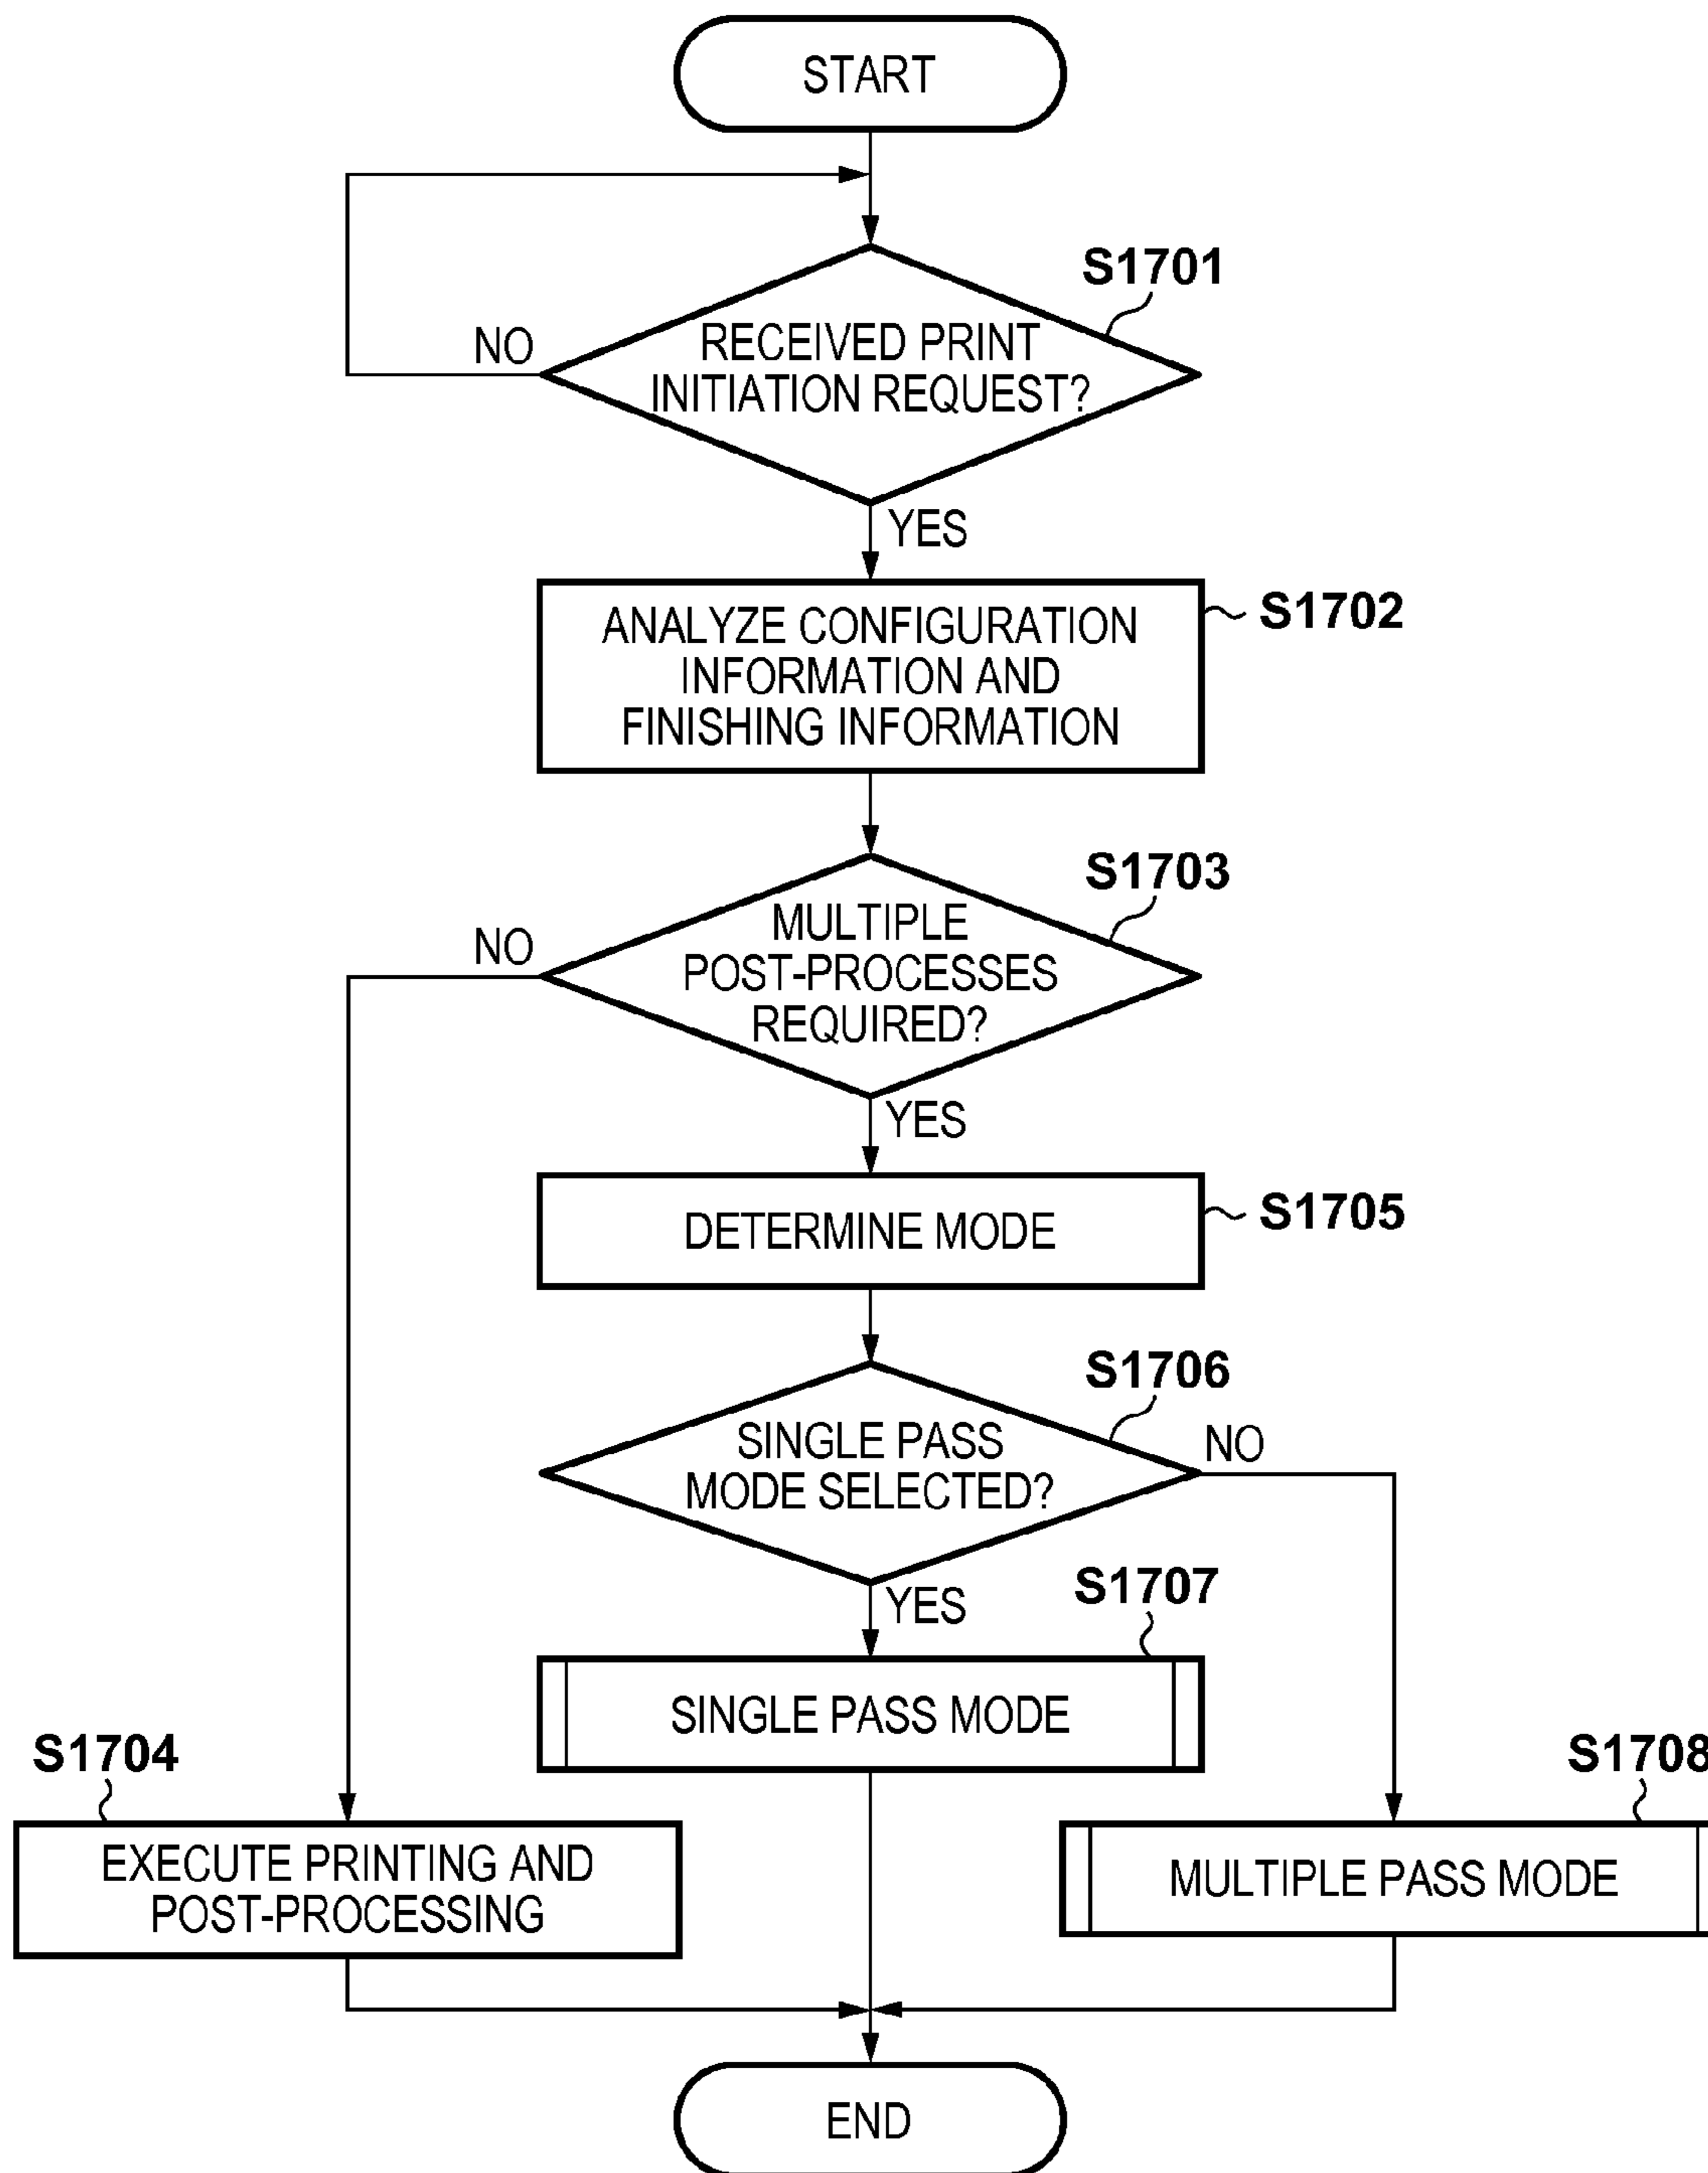 START
S1701
RECEIVED PRINT
INITIATION REQUEST?
NO
YES
ANALYZE CONFIGURATION
INFORMATION AND
FINISHING INFORMATION
S1702
S1703
MULTIPLE
POST-PROCESSES
REQUIRED?
NO
YES
DETERMINE MODE
S1705
S1706
SINGLE PASS
MODE SELECTED?
NO
YES
S1707
SINGLE PASS MODE
S1704
EXECUTE PRINTING AND
POST-PROCESSING
S1708
MULTIPLE PASS MODE
END